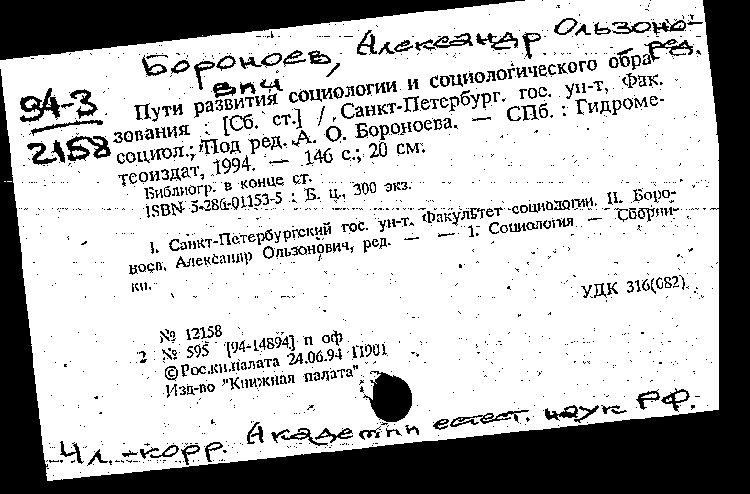 Бороноев, Александр Ользоно-
вич, ред.
94-3
2158
Пути развития социологии и социологического обра-
зования : [Сб. ст.] / Санкт-Петербург. гос. ун-т, Фак.
социол.; Под ред. А. О. Бороноева. — СПб. : Гидроме-
теоиздат, 1994. — 146 с.; 20 см.
Библиогр. в конце ст.
ISBN 5-286-01153-5 : Б. ц., 300 экз.
I. Санкт-Петербургский гос. ун-т. Факультет социологии. II. Боро-
ноев, Александр Ользонович, ред. — — 1. Социология — Сборни-
ки.
УДК 316(082)
№ 12158
2 № 595 [94-14894] п оф
© Рос.кн.палата 24.06.94 П901
Изд-во "Книжная палата"
Чл.-корр. Академии естест. наук РФ.